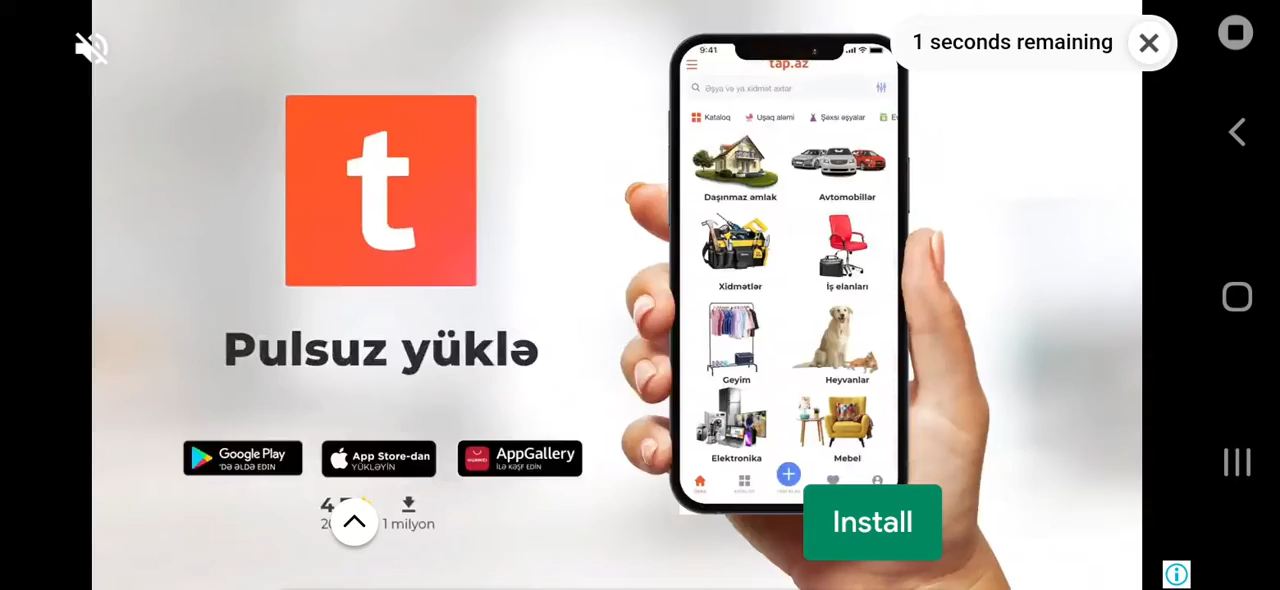 1 seconds remaining
9:41
tap.az
Əşya və ya xidmət axtar
Kataloq
Uşaq aləmi
Şəxsi əşyalar
t
Daşınmaz əmlak
Avtomobillər
Xidmətlər
İş elanları
Pulsuz yüklə
Geyim
Heyvanlar
Google Play
'DƏ ƏLDƏ EDİN
App Store-dan
YÜKLƏYİN
AppGallery
İLƏ KƏŞF EDİN
Elektronika
Mebel
1 milyon
Install